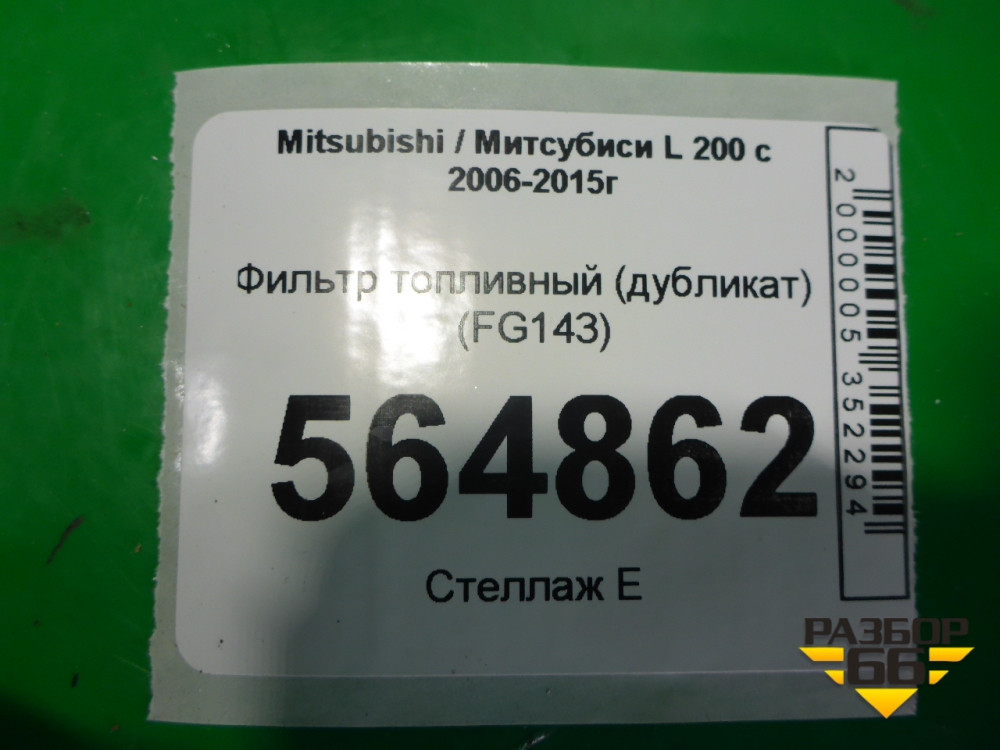 Mitsubishi / Митсубиси L 200 с
2006-2015г
Фильтр топливный (дубликат)
(FG143)
564862
Стеллаж Е
2000005352294
РАЗБОР
66